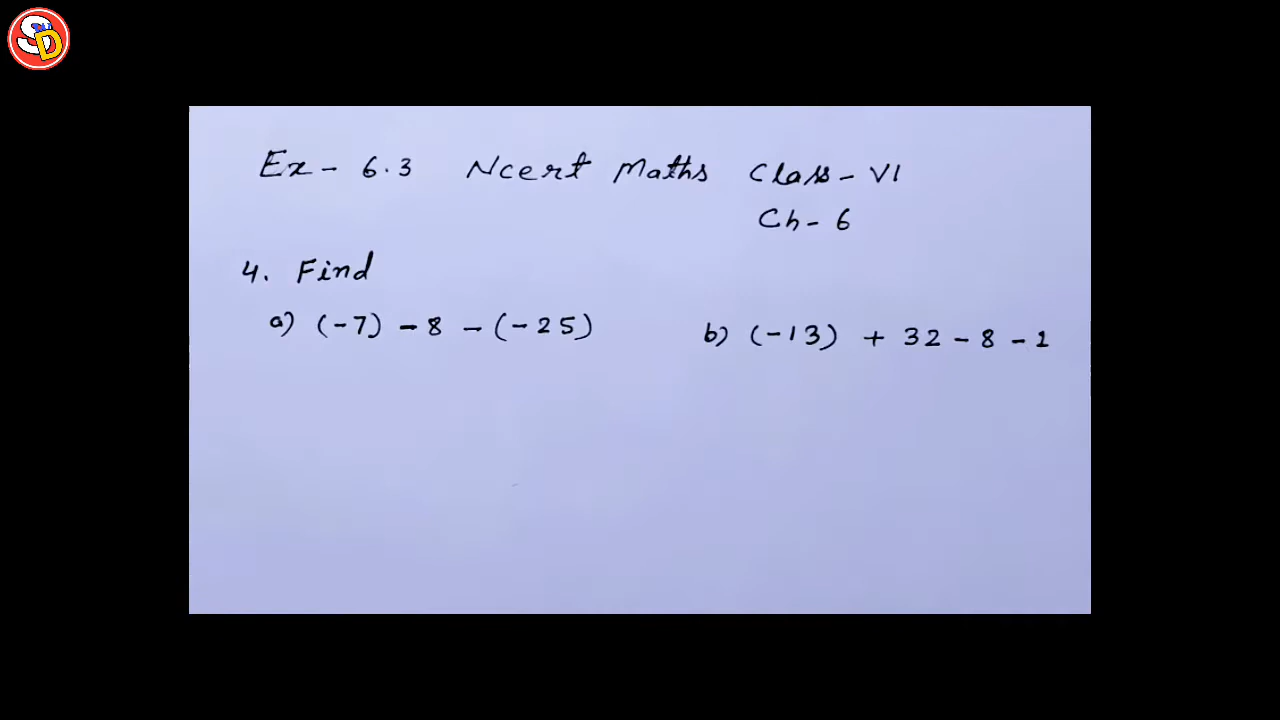 Ex - 6.3 Ncert Maths Class - VI
Ch - 6
4. Find
a) (-7) - 8 - (-25) b) (-13) + 32 - 8 - 1